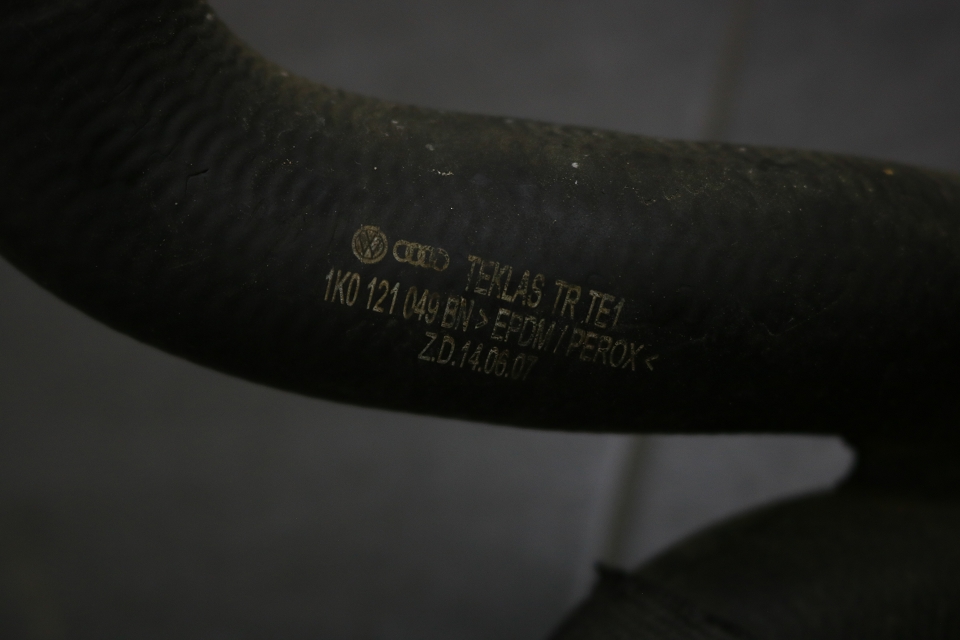 TEKLAS TR TE1
1K0 121 049 BN > EPDM / PEROX <
Z.D.14.06.07